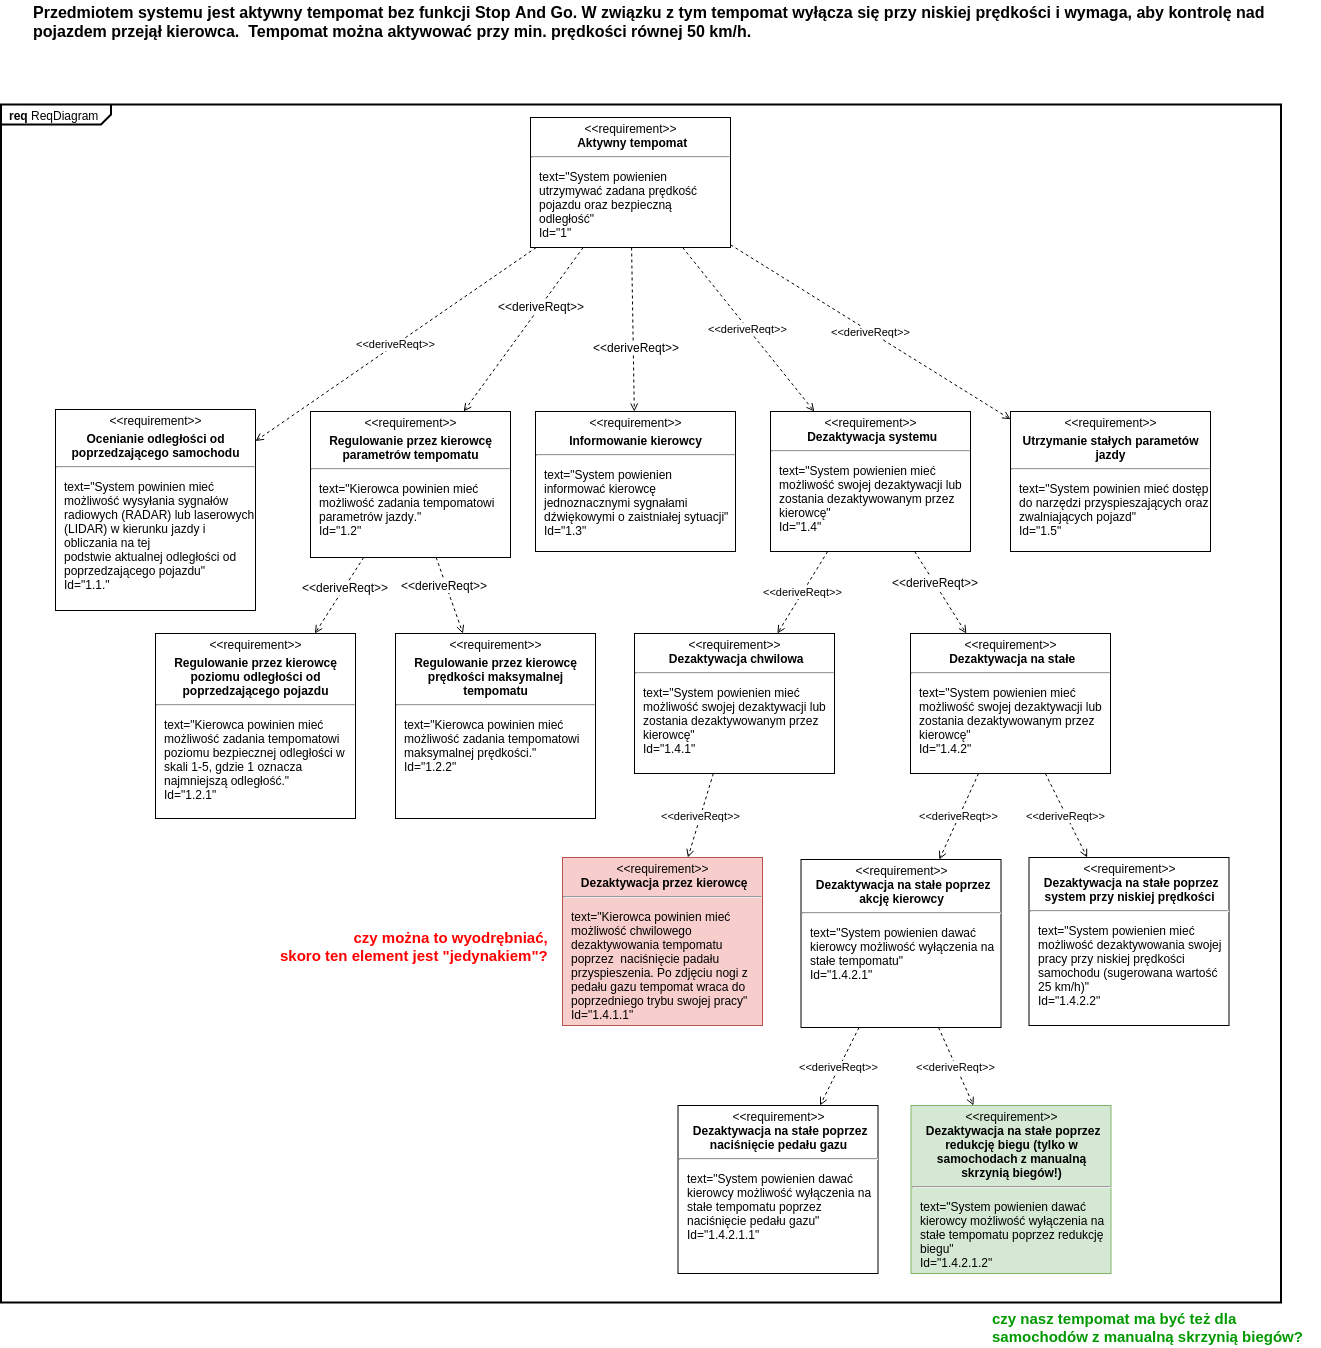 Przedmiotem systemu jest aktywny tempomat bez funkcji Stop And Go. W związku z tym tempomat wyłącza się przy niskiej prędkości i wymaga, aby kontrolę nad
pojazdem przejął kierowca.  Tempomat można aktywować przy min. prędkości równej 50 km/h.
req ReqDiagram
<<requirement>>
Aktywny tempomat
text="System powienien
utrzymywać zadana prędkość
pojazdu oraz bezpieczną
odległość"
Id="1"
<<deriveReqt>>
<<deriveReqt>>
<<deriveReqt>>
<<deriveReqt>>
<<deriveReqt>>
<<requirement>>
Ocenianie odległości od
poprzedzającego samochodu
text="System powinien mieć
możliwość wysyłania sygnałów
radiowych (RADAR) lub laserowych
(LIDAR) w kierunku jazdy i
obliczania na tej
podstwie aktualnej odległości od
poprzedzającego pojazdu"
Id="1.1."
<<requirement>>
Regulowanie przez kierowcę
parametrów tempomatu
text="Kierowca powinien mieć
możliwość zadania tempomatowi
parametrów jazdy."
Id="1.2"
<<requirement>>
Informowanie kierowcy
text="System powienien
informować kierowcę
jednoznacznymi sygnałami
dźwiękowymi o zaistniałej sytuacji"
Id="1.3"
<<requirement>>
Dezaktywacja systemu
text="System powienien mieć
możliwość swojej dezaktywacji lub
zostania dezaktywowanym przez
kierowcę"
Id="1.4"
<<requirement>>
Utrzymanie stałych parametów
jazdy
text="System powinien mieć dostęp
do narzędzi przyspieszających oraz
zwalniających pojazd"
Id="1.5"
<<deriveReqt>>
<<deriveReqt>>
<<deriveReqt>>
<<deriveReqt>>
<<requirement>>
Regulowanie przez kierowcę
poziomu odległości od
poprzedzającego pojazdu
text="Kierowca powinien mieć
możliwość zadania tempomatowi
poziomu bezpiecznej odległości w
skali 1-5, gdzie 1 oznacza
najmniejszą odległość."
Id="1.2.1"
<<requirement>>
Regulowanie przez kierowcę
prędkości maksymalnej
tempomatu
text="Kierowca powinien mieć
możliwość zadania tempomatowi
maksymalnej prędkości."
Id="1.2.2"
<<requirement>>
Dezaktywacja chwilowa
text="System powienien mieć
możliwość swojej dezaktywacji lub
zostania dezaktywowanym przez
kierowcę"
Id="1.4.1"
<<requirement>>
Dezaktywacja na stałe
text="System powienien mieć
możliwość swojej dezaktywacji lub
zostania dezaktywowanym przez
kierowcę"
Id="1.4.2"
<<deriveReqt>>
<<deriveReqt>>
<<deriveReqt>>
czy można to wyodrębniać,
skoro ten element jest "jedynakiem"?
<<requirement>>
Dezaktywacja przez kierowcę
text="Kierowca powinien mieć
możliwość chwilowego
dezaktywowania tempomatu
poprzez  naciśnięcie padału
przyspieszenia. Po zdjęciu nogi z
pedału gazu tempomat wraca do
poprzedniego trybu swojej pracy"
Id="1.4.1.1"
<<requirement>>
Dezaktywacja na stałe poprzez
akcję kierowcy
text="System powienien dawać
kierowcy możliwość wyłączenia na
stałe tempomatu"
Id="1.4.2.1"
<<requirement>>
Dezaktywacja na stałe poprzez
system przy niskiej prędkości
text="System powienien mieć
możliwość dezaktywowania swojej
pracy przy niskiej prędkości
samochodu (sugerowana wartość
25 km/h)"
Id="1.4.2.2"
<<deriveReqt>>
<<deriveReqt>>
<<requirement>>
Dezaktywacja na stałe poprzez
naciśnięcie pedału gazu
text="System powienien dawać
kierowcy możliwość wyłączenia na
stałe tempomatu poprzez
naciśnięcie pedału gazu"
Id="1.4.2.1.1"
<<requirement>>
Dezaktywacja na stałe poprzez
redukcję biegu (tylko w
samochodach z manualną
skrzynią biegów!)
text="System powienien dawać
kierowcy możliwość wyłączenia na
stałe tempomatu poprzez redukcję
biegu"
Id="1.4.2.1.2"
czy nasz tempomat ma być też dla
samochodów z manualną skrzynią biegów?